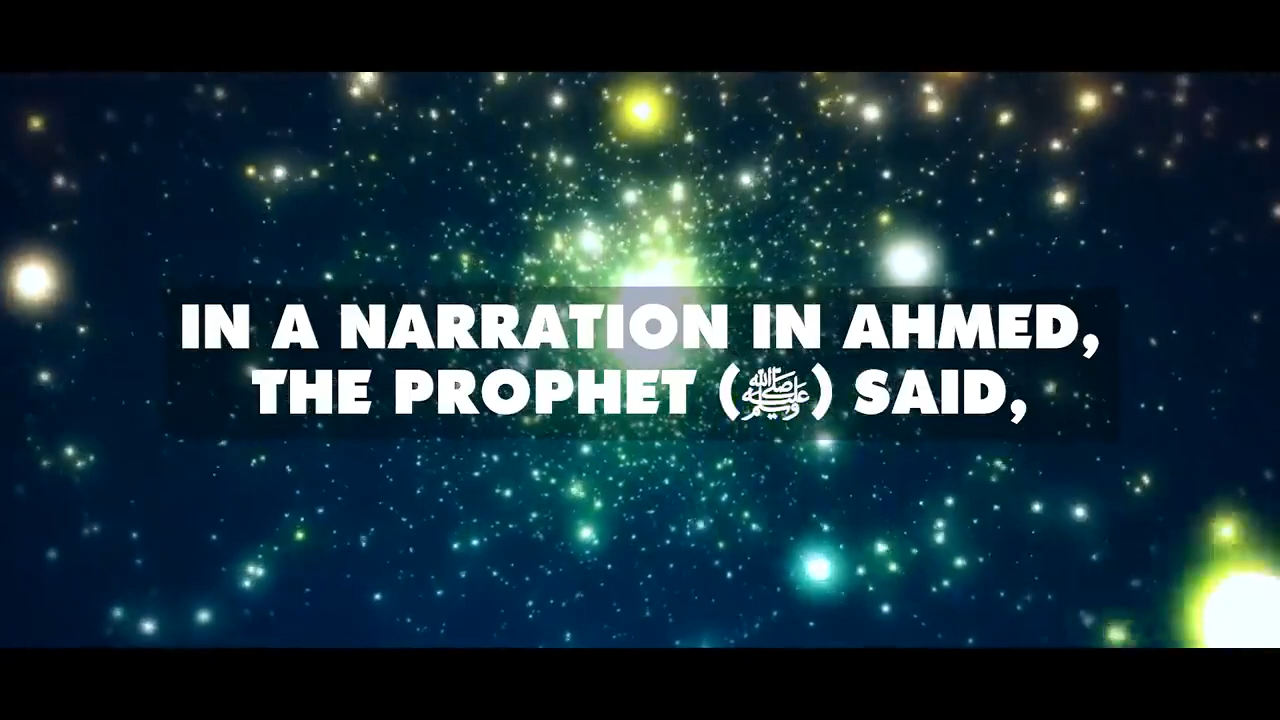 IN A NARRATION IN AHMED,
THE PROPHET (ﷺ) SAID,